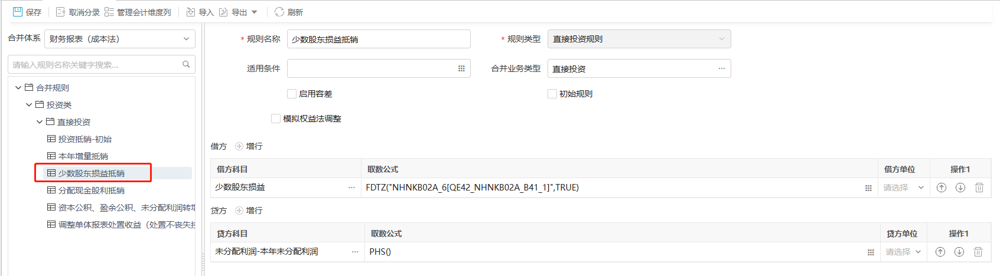 保存 取消分录 管理会计维度列 导入 导出 刷新
合并体系 财务报表（成本法）
请输入规则名称关键字搜索...
合并规则
投资类
直接投资
投资抵销-初始
本年增量抵销
少数股东损益抵销
分配现金股利抵销
资本公积、盈余公积、未分配利润转增
调整单体报表处置收益（处置不丧失控
* 规则名称 少数股东损益抵销 * 规则类型 直接投资规则
适用条件 合并业务类型 直接投资 ...
启用容差 初始规则
模拟权益法调整
借方 增行
借方科目 取数公式 借方单位 操作1
少数股东损益 ... FDTZ("NHNKB02A_6[QE42_NHNKB02A_B41_1]",TRUE) 请选择
贷方 增行
贷方科目 取数公式 贷方单位 操作1
未分配利润-本年未分配利润 ... PHS() 请选择